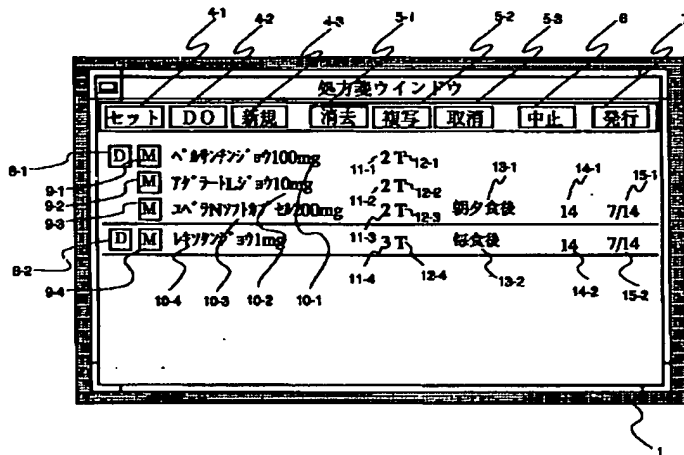 4-1 4-2 4-3 5-1 5-2 5-3 6
処方箋ウインドウ
セット DO 新規 消去 複写 取消 中止 発行
D M ペルサンチンジョウ100mg 2T
M アダラートLジョウ10mg 2T
M ユベラNソフトカプセル200mg 2T 朝夕食後 14 7/14
D M レキソタンジョウ1mg 3T 毎食後 14 7/14
8-1 9-1 9-2 9-3 8-2 9-4
10-4 10-3 10-2 10-1
11-1 12-1 11-2 12-2 11-3 12-3 11-4 12-4
13-1 14-1 15-1
13-2 14-2 15-2
1